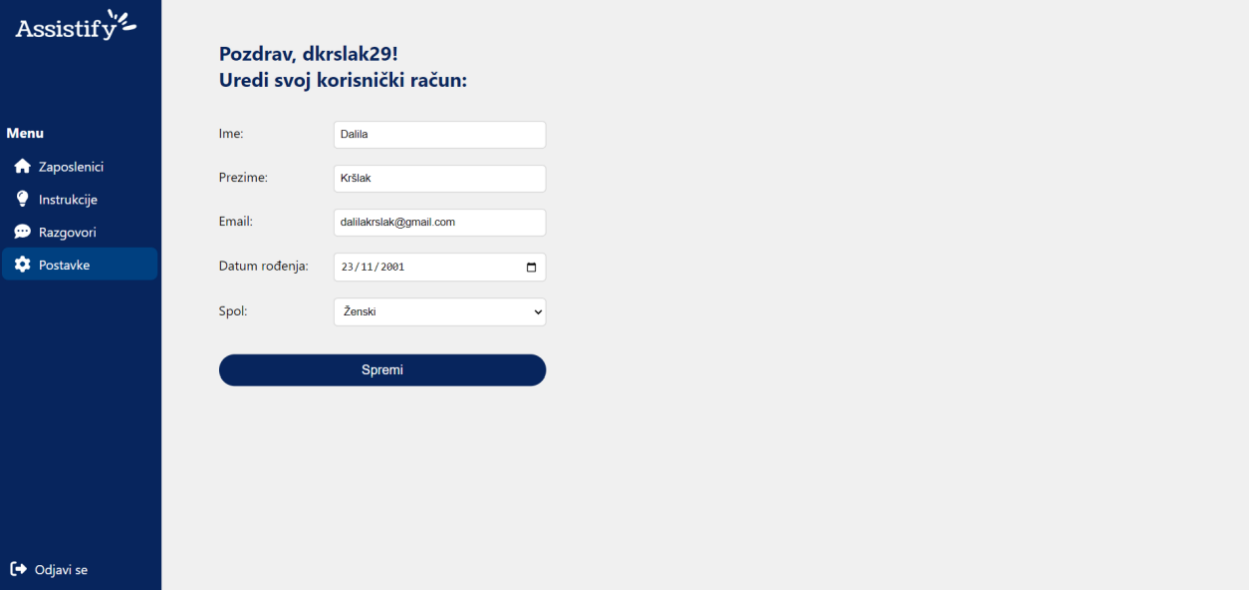 Assistify
Menu
Zaposlenici
Instrukcije
Razgovori
Postavke
Odjavi se
Pozdrav, dkrslak29!
Uredi svoj korisnički račun:
Ime: Dalila
Prezime: Kršlak
Email: dalilakrslak@gmail.com
Datum rođenja: 23/11/2001
Spol: Ženski
Spremi